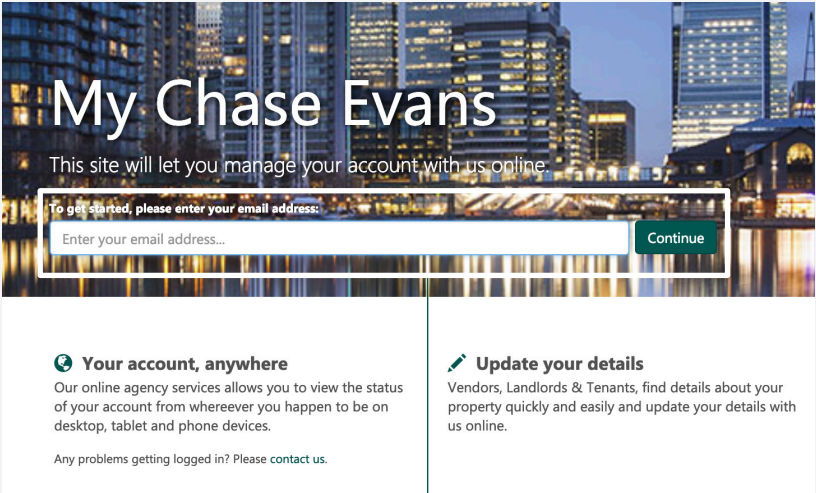 My Chase Evans
This site will let you manage your account with us online.
To get started, please enter your email address:
Enter your email address...
Continue
Your account, anywhere
Our online agency services allows you to view the status
of your account from whereever you happen to be on
desktop, tablet and phone devices.
Any problems getting logged in? Please contact us.
Update your details
Vendors, Landlords & Tenants, find details about your
property quickly and easily and update your details with
us online.